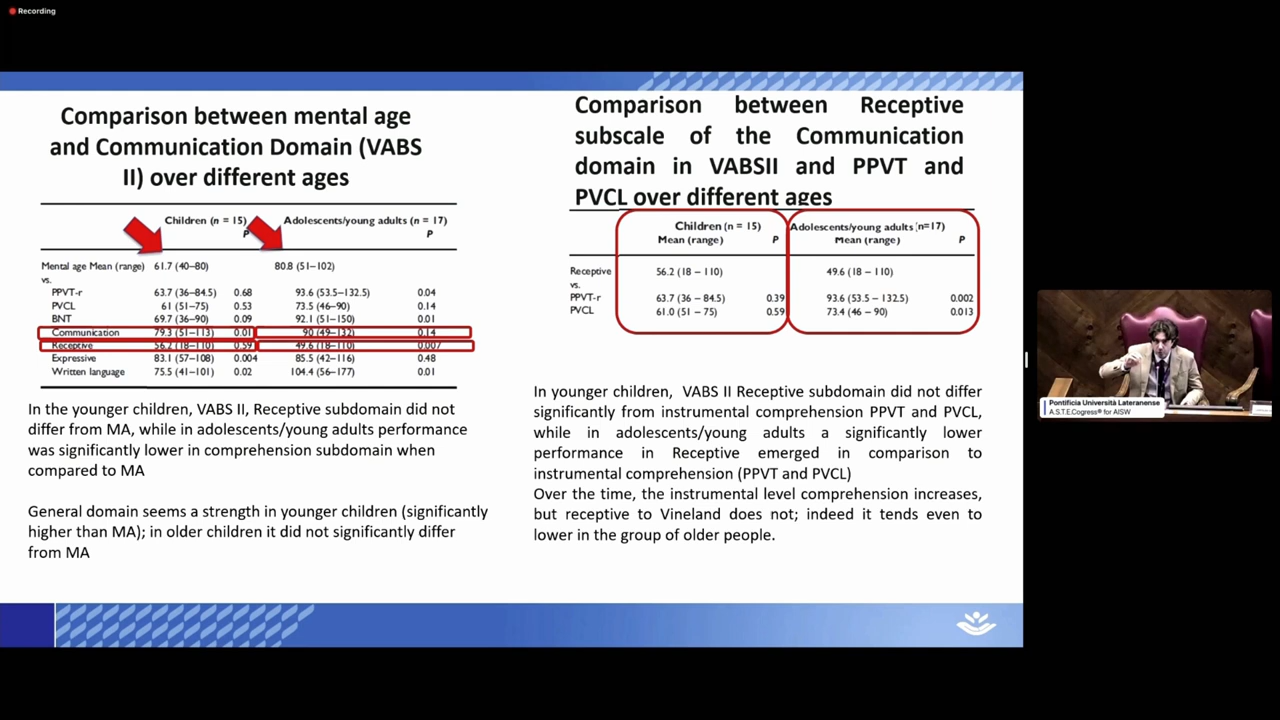 Recording
Comparison between mental age
and Communication Domain (VABS
II) over different ages
Children (n = 15) Adolescents/young adults (n = 17)
P P
Mental age Mean (range) 61.7 (40–80) 80.8 (51–102)
vs.
PPVT-r 63.7 (36–84.5) 0.68 93.6 (53.5–132.5) 0.04
PVCL 61 (51–75) 0.53 73.5 (46–90) 0.14
BNT 69.7 (36–90) 0.09 92.1 (51–150) 0.01
Communication 79.3 (51–113) 0.01 90 (49–132) 0.14
Receptive 56.2 (18–110) 0.59 49.6 (18–110) 0.007
Expressive 83.1 (57–108) 0.004 85.5 (42–116) 0.48
Written language 75.5 (41–101) 0.02 104.4 (56–177) 0.01
In the younger children, VABS II, Receptive subdomain did not
differ from MA, while in adolescents/young adults performance
was significantly lower in comprehension subdomain when
compared to MA
General domain seems a strength in younger children (significantly
higher than MA); in older children it did not significantly differ
from MA
Comparison between Receptive
subscale of the Communication
domain in VABSII and PPVT and
PVCL over different ages
Children (n = 15) Adolescents/young adults (n=17)
Mean (range) P Mean (range) P
Receptive 56.2 (18 – 110) 49.6 (18 – 110)
vs.
PPVT-r 63.7 (36 – 84.5) 0.39 93.6 (53.5 – 132.5) 0.002
PVCL 61.0 (51 – 75) 0.59 73.4 (46 – 90) 0.013
In younger children, VABS II Receptive subdomain did not differ
significantly from instrumental comprehension PPVT and PVCL,
while in adolescents/young adults a significantly lower
performance in Receptive emerged in comparison to
instrumental comprehension (PPVT and PVCL)
Over the time, the instrumental level comprehension increases,
but receptive to Vineland does not; indeed it tends even to
lower in the group of older people.
Pontificia Università Lateranense
A.S.T.E.Cogress® for AISW